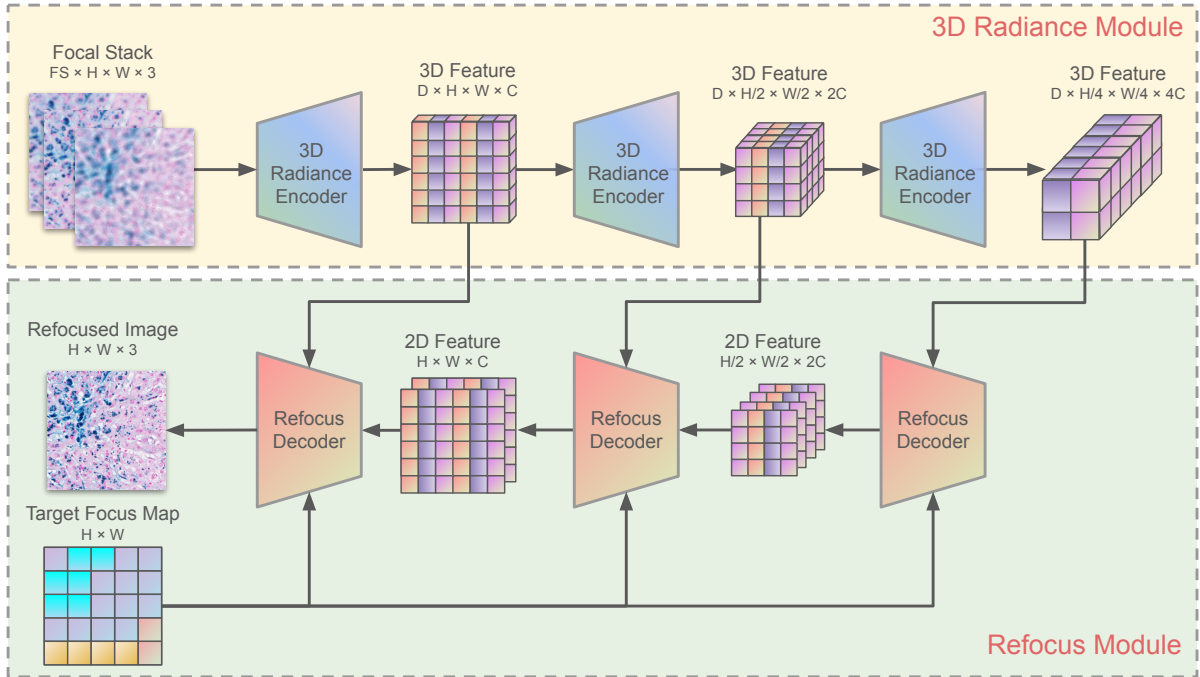 3D Radiance Module
Focal Stack
FS × H × W × 3
3D Radiance Encoder
3D Feature
D × H × W × C
3D Radiance Encoder
3D Feature
D × H/2 × W/2 × 2C
3D Radiance Encoder
3D Feature
D × H/4 × W/4 × 4C
Refocused Image
H × W × 3
Refocus Decoder
2D Feature
H × W × C
Refocus Decoder
2D Feature
H/2 × W/2 × 2C
Refocus Decoder
Target Focus Map
H × W
Refocus Module